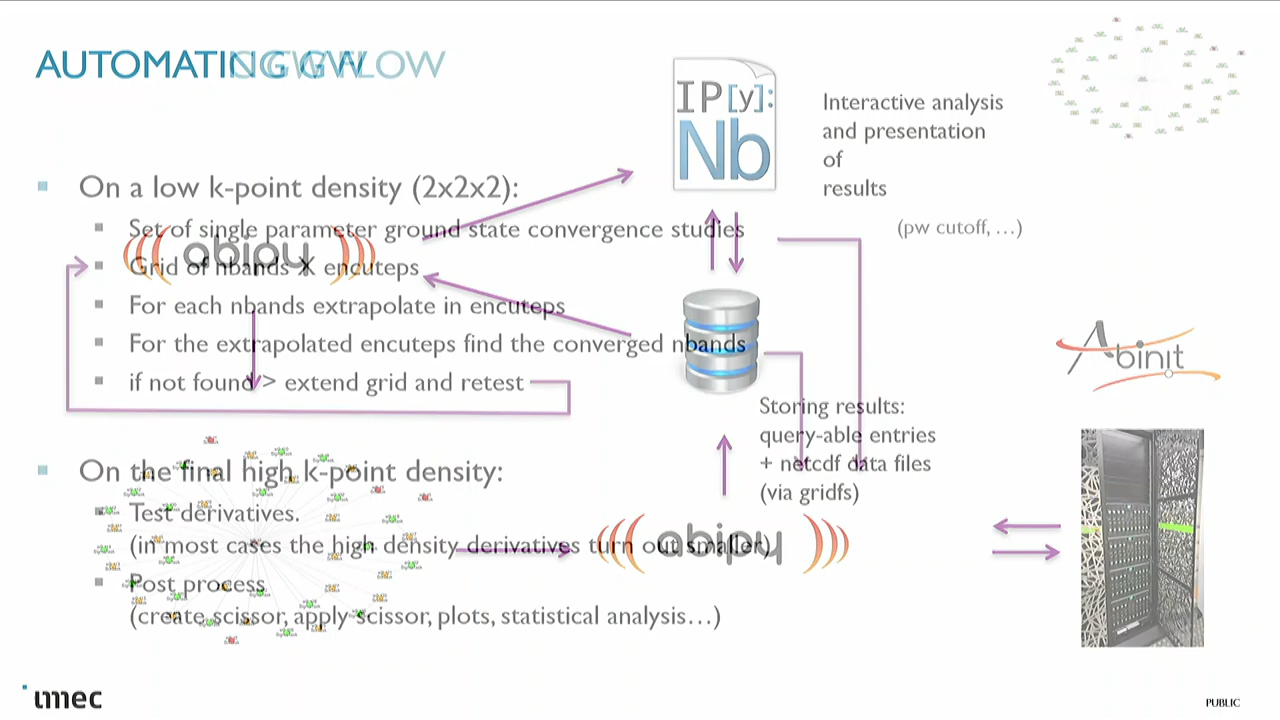 AUTOMATING GW FLOW
IP[y]:
Nb
Interactive analysis
and presentation
of
results
On a low k-point density (2x2x2):
Set of single parameter ground state convergence studies
(pw cutoff, …)
abipy
Grid of nbands X encuteps
For each nbands extrapolate in encuteps
For the extrapolated encuteps find the converged nbands
if not found > extend grid and retest
Abinit
Storing results:
query-able entries
+ netcdf data files
(via gridfs)
On the final high k-point density:
Test derivatives.
(in most cases the high density derivatives turn out smaller)
abipy
Post process
(create scissor, apply scissor, plots, statistical analysis…)
imec
PUBLIC